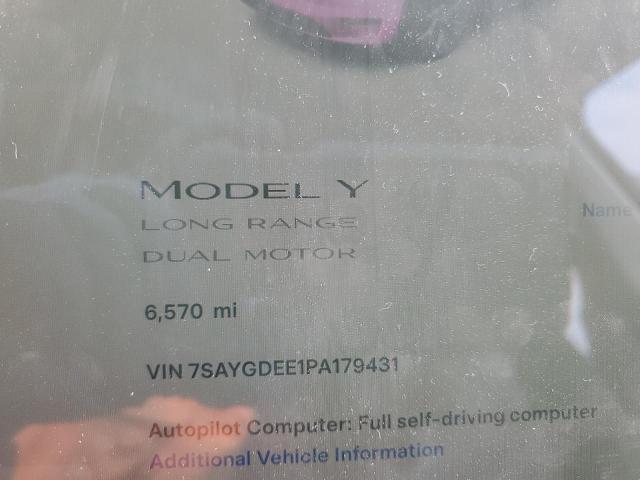 MODEL Y
LONG RANGE
DUAL MOTOR
6,570 mi
VIN 7SAYGDEE1PA179431
Autopilot Computer: Full self-driving computer
Additional Vehicle Information
Name